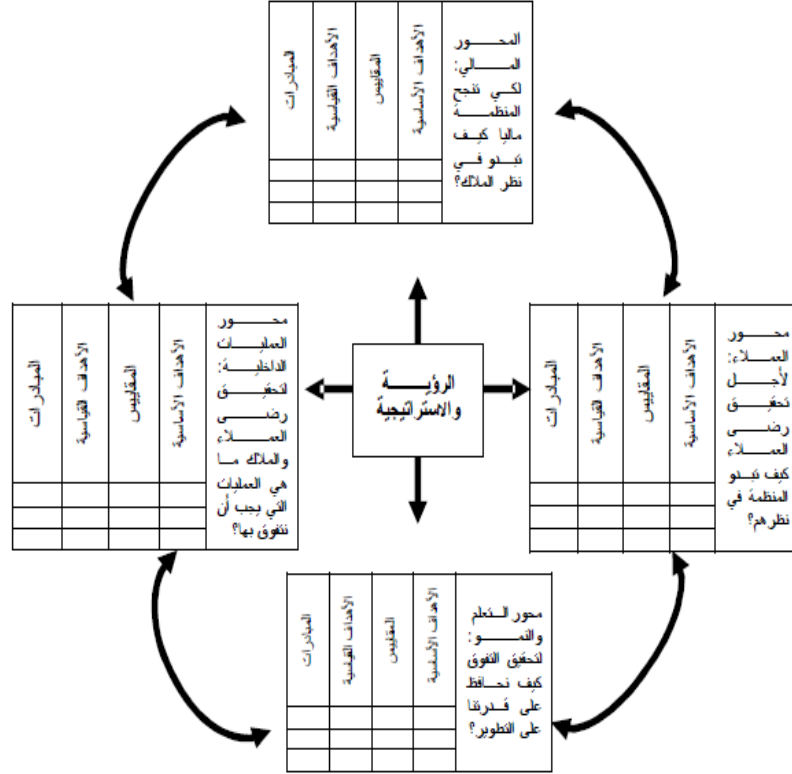 المحور
المالي:
لكي تنجح
المنظمة
ماليا كيف
تبدو في
نظر الملاك؟
الأهداف الأساسية
المقاييس
الأهداف القياسية
المبادرات
محور
العملاء:
لأجل
تحقيق
رضى
العملاء
كيف تبدو
المنظمة في
نظرهم؟
الأهداف الأساسية
المقاييس
الأهداف القياسية
المبادرات
الرؤية
والاستراتيجية
محور
العمليات
الداخلية:
لتحقيق
رضى
العملاء
والملاك ما
هي العمليات
التي يجب أن
نتفوق بها؟
الأهداف الأساسية
المقاييس
الأهداف القياسية
المبادرات
محور التعلم
والنمو:
لتحقيق التفوق
كيف نحافظ
على قدرتنا
على التطوير؟
الأهداف الأساسية
المقاييس
الأهداف القياسية
المبادرات